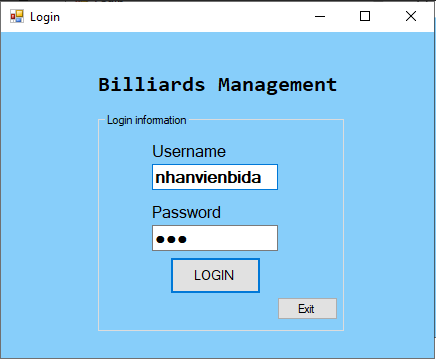 Login
Billiards Management
Login information
Username
nhanvienbida
Password
●●●
LOGIN
Exit